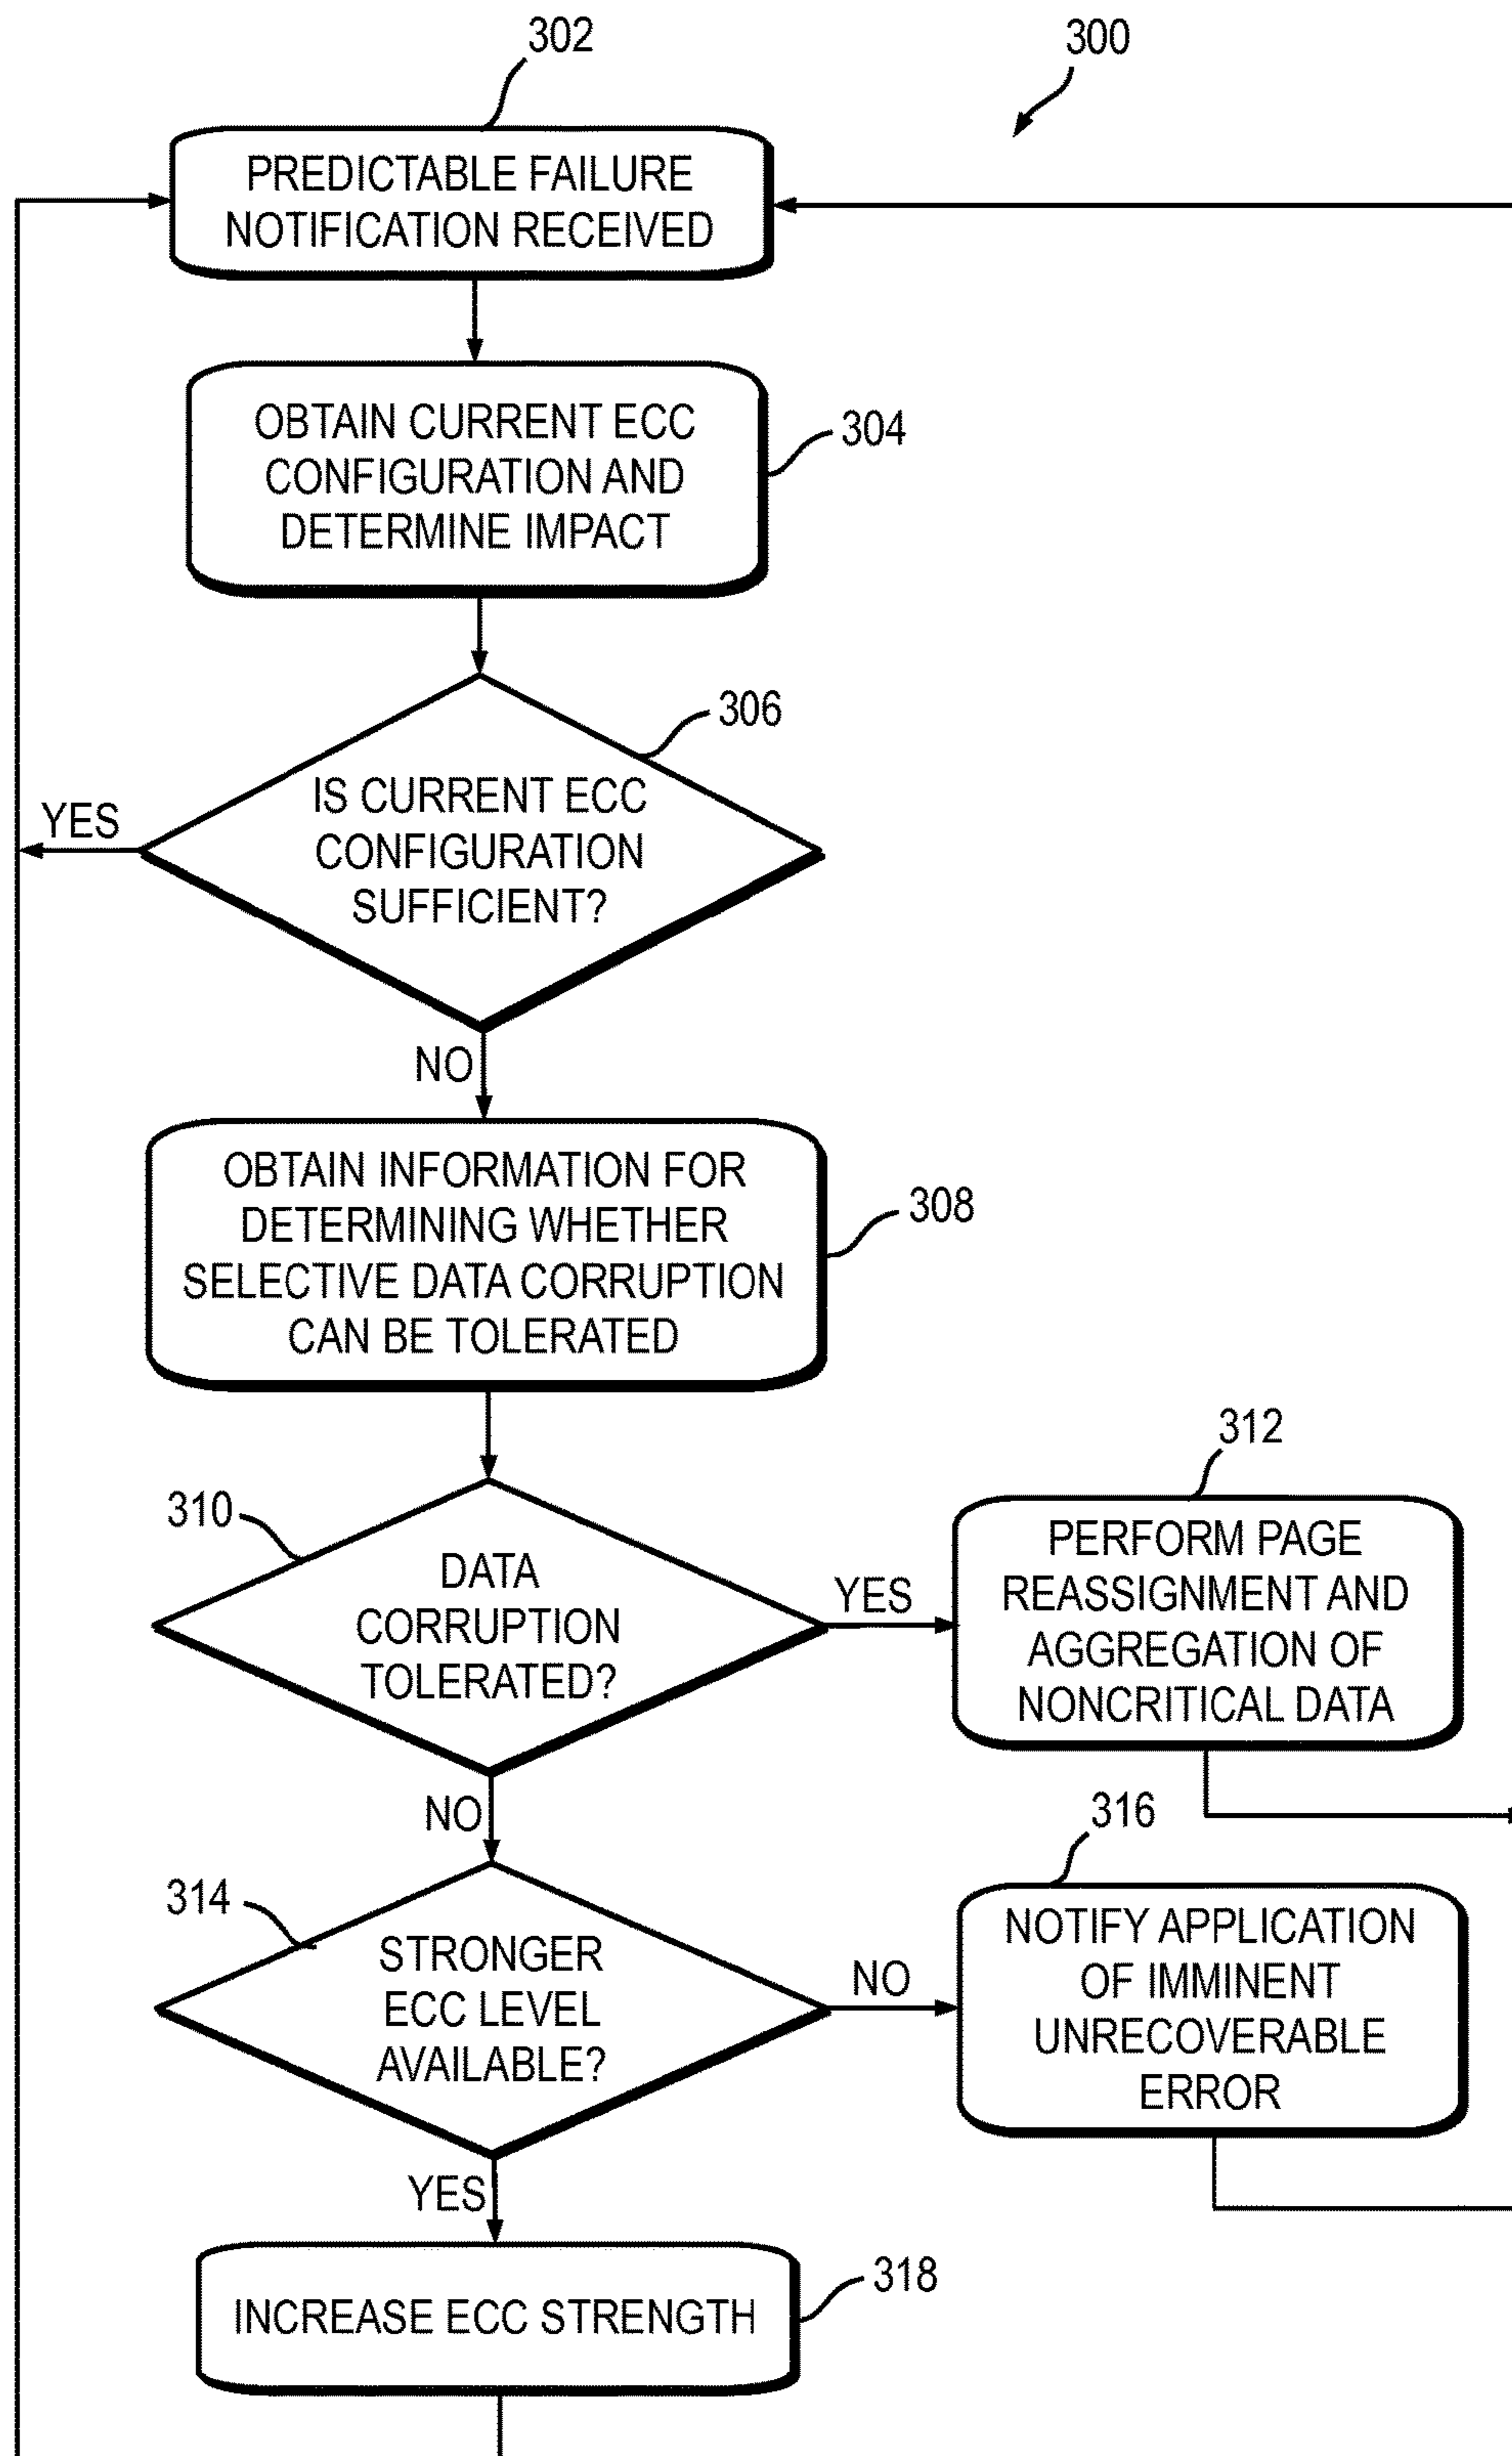 302
300
PREDICTABLE FAILURE
NOTIFICATION RECEIVED
OBTAIN CURRENT ECC
CONFIGURATION AND
DETERMINE IMPACT
304
306
IS CURRENT ECC
CONFIGURATION
SUFFICIENT?
YES
NO
OBTAIN INFORMATION FOR
DETERMINING WHETHER
SELECTIVE DATA CORRUPTION
CAN BE TOLERATED
308
310
DATA
CORRUPTION
TOLERATED?
YES
312
PERFORM PAGE
REASSIGNMENT AND
AGGREGATION OF
NONCRITICAL DATA
NO
314
STRONGER
ECC LEVEL
AVAILABLE?
NO
316
NOTIFY APPLICATION
OF IMMINENT
UNRECOVERABLE
ERROR
YES
INCREASE ECC STRENGTH
318